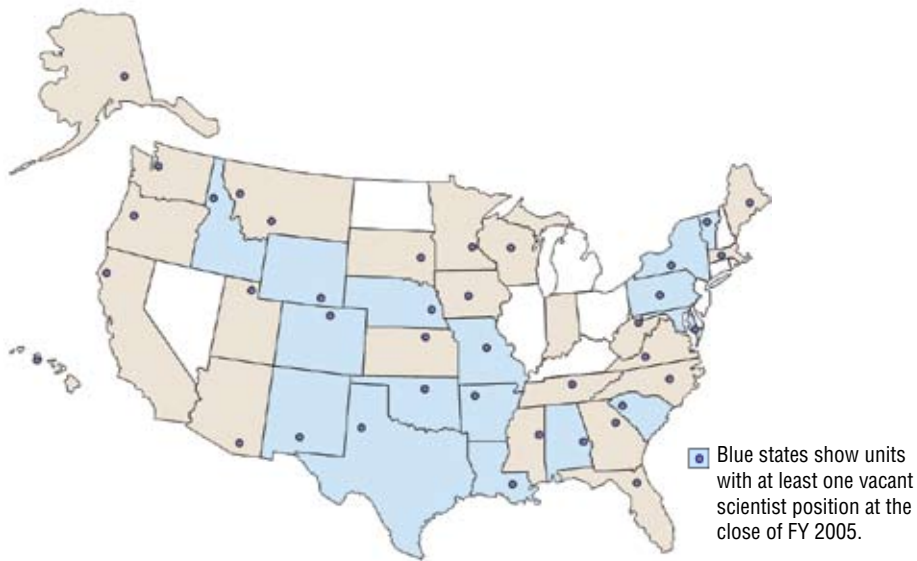 Blue states show units
with at least one vacant
scientist position at the
close of FY 2005.